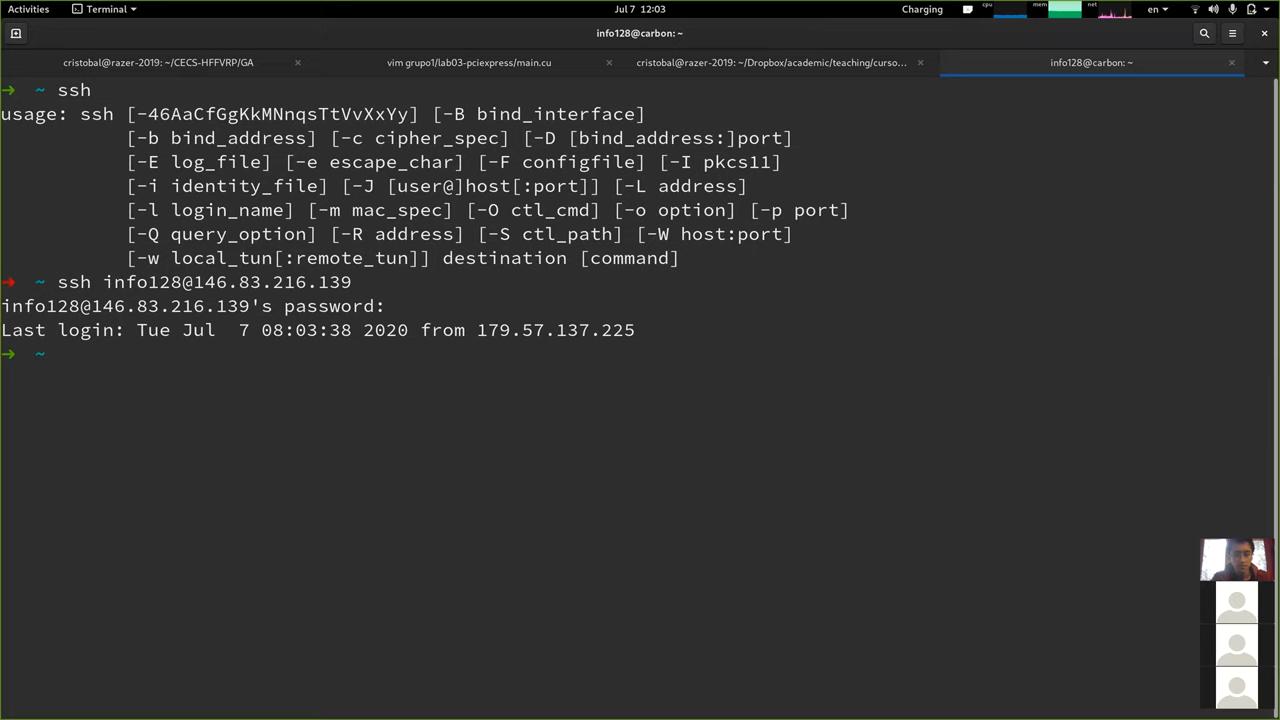 Activities Terminal Jul 7 12:03 Charging cpu mem net en
info128@carbon: ~
cristobal@razer-2019: ~/CECS-HFFVRP/GA vim grupo1/lab03-pciexpress/main.cu cristobal@razer-2019: ~/Dropbox/academic/teaching/curso… info128@carbon: ~
➜ ~ ssh
usage: ssh [-46AaCfGgKkMNnqsTtVvXxYy] [-B bind_interface]
[-b bind_address] [-c cipher_spec] [-D [bind_address:]port]
[-E log_file] [-e escape_char] [-F configfile] [-I pkcs11]
[-i identity_file] [-J [user@]host[:port]] [-L address]
[-l login_name] [-m mac_spec] [-O ctl_cmd] [-o option] [-p port]
[-Q query_option] [-R address] [-S ctl_path] [-W host:port]
[-w local_tun[:remote_tun]] destination [command]
➜ ~ ssh info128@146.83.216.139
info128@146.83.216.139's password:
Last login: Tue Jul  7 08:03:38 2020 from 179.57.137.225
➜ ~